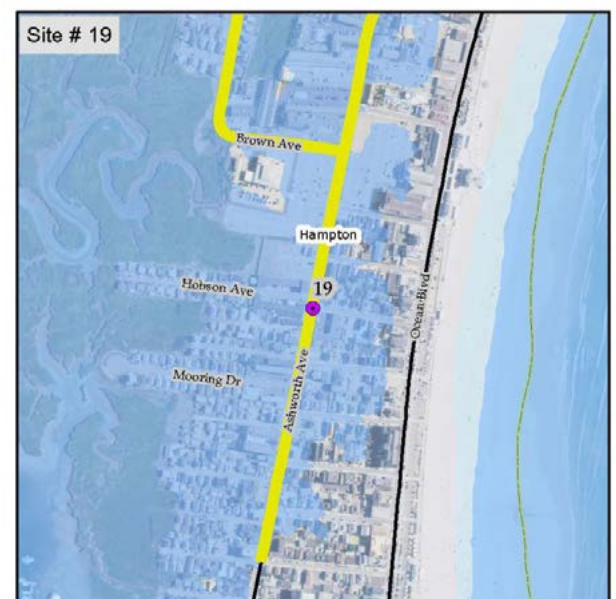 Site # 19
Brown Ave
Hampton
19
Hobson Ave
Ocean Blvd
Mooring Dr
Ashworth Ave